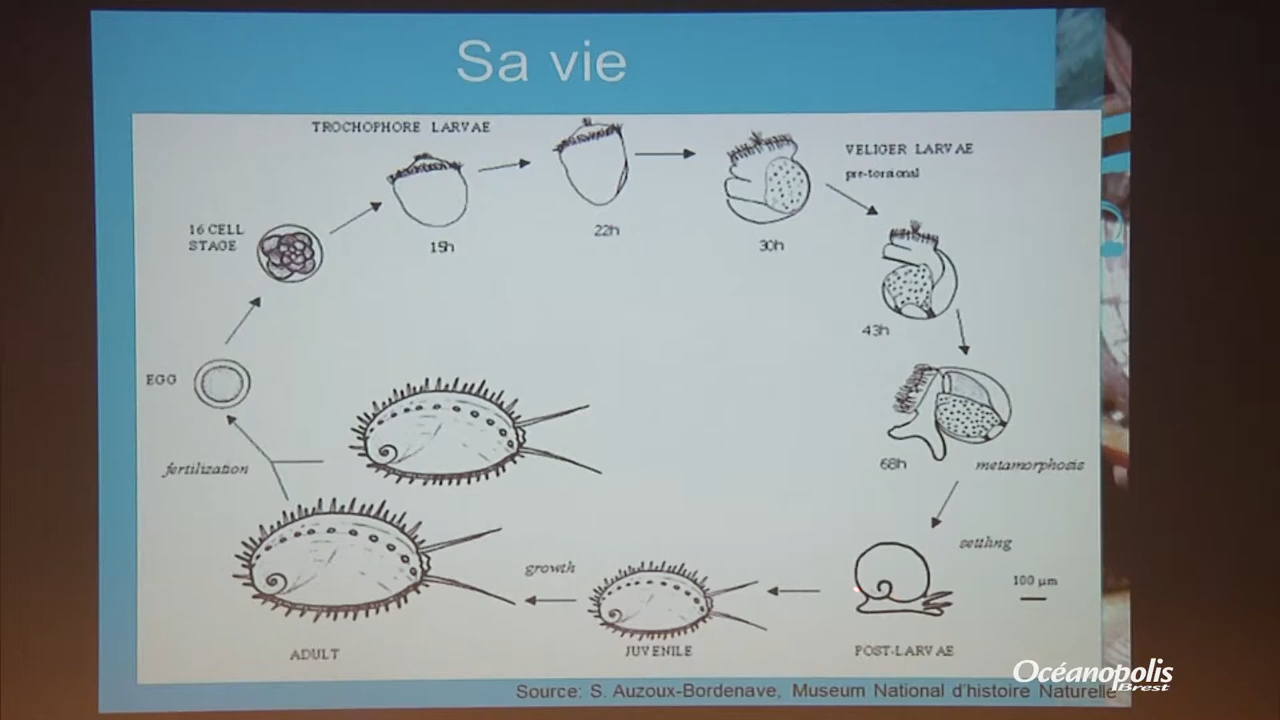 Sa vie
TROCHOPHORE LARVAE
VELIGER LARVAE
pre-torsional
16 CELL
STAGE
15h
22h
30h
43h
EGG
68h
metamorphosis
fertilization
settling
growth
100 µm
ADULT
JUVENILE
POST-LARVAE
Source: S. Auzoux-Bordenave, Museum National d'histoire Naturelle
Océanopolis
Brest